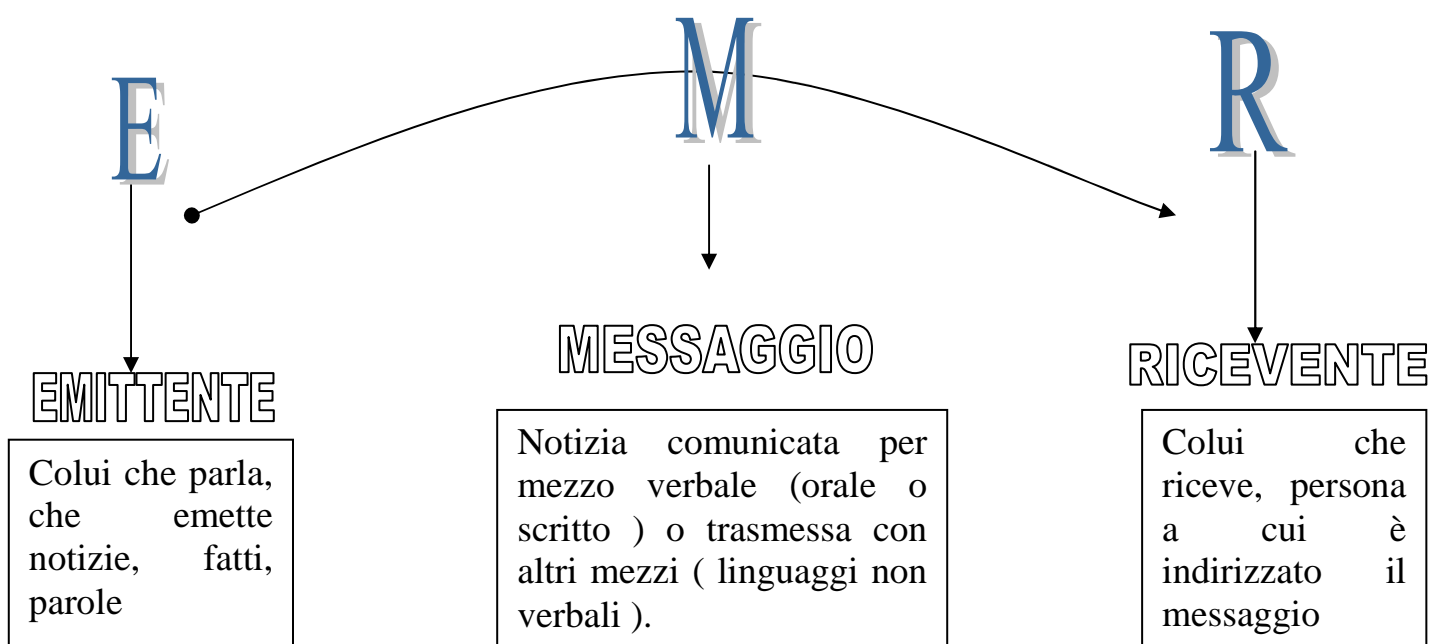 E
M
R
EMITTENTE
MESSAGGIO
RICEVENTE
Colui che parla,
che emette
notizie, fatti,
parole
Notizia comunicata per
mezzo verbale (orale o
scritto ) o trasmessa con
altri mezzi ( linguaggi non
verbali ).
Colui che
riceve, persona
a cui è
indirizzato il
messaggio